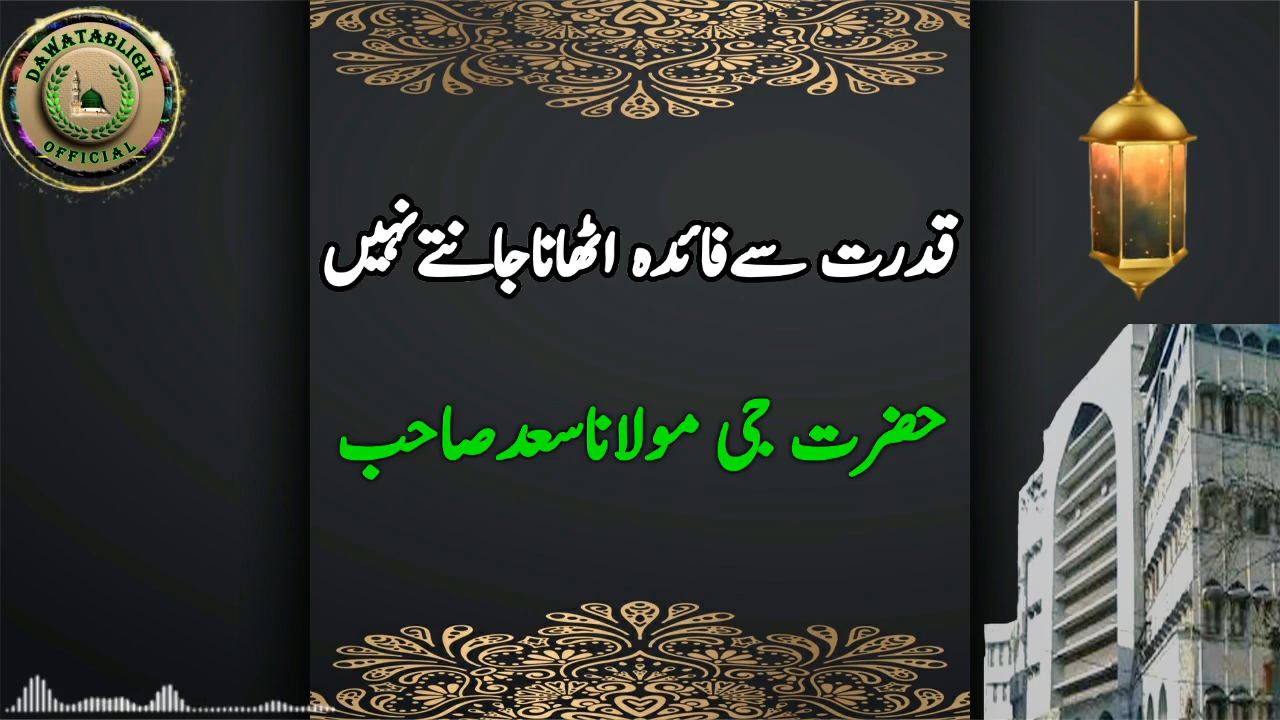 DAWATABLIGH
OFFICIAL
قدرت سے فائدہ اٹھانا جانتے نہیں
حضرت جی مولانا سعد صاحب